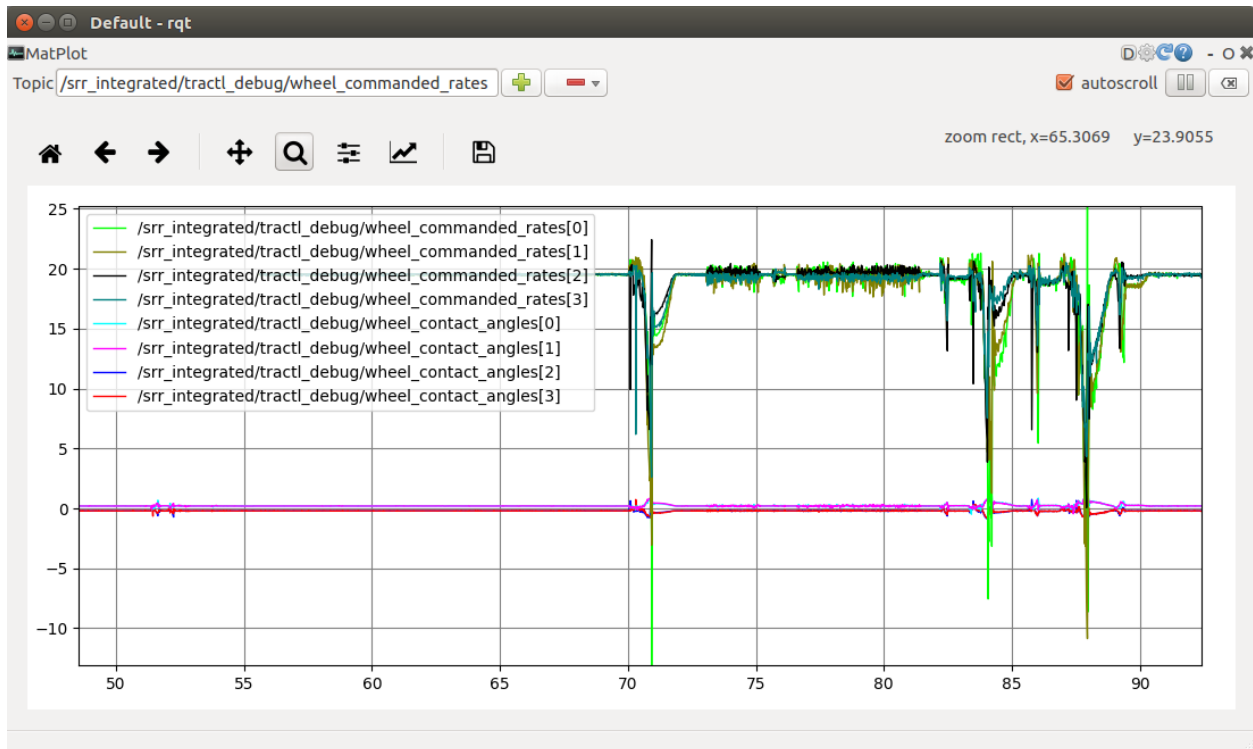 Default - rqt
MatPlot
D - O
Topic /srr_integrated/tractl_debug/wheel_commanded_rates autoscroll
zoom rect, x=65.3069 y=23.9055
25
20
15
10
5
0
−5
−10
/srr_integrated/tractl_debug/wheel_commanded_rates[0]
/srr_integrated/tractl_debug/wheel_commanded_rates[1]
/srr_integrated/tractl_debug/wheel_commanded_rates[2]
/srr_integrated/tractl_debug/wheel_commanded_rates[3]
/srr_integrated/tractl_debug/wheel_contact_angles[0]
/srr_integrated/tractl_debug/wheel_contact_angles[1]
/srr_integrated/tractl_debug/wheel_contact_angles[2]
/srr_integrated/tractl_debug/wheel_contact_angles[3]
50 55 60 65 70 75 80 85 90